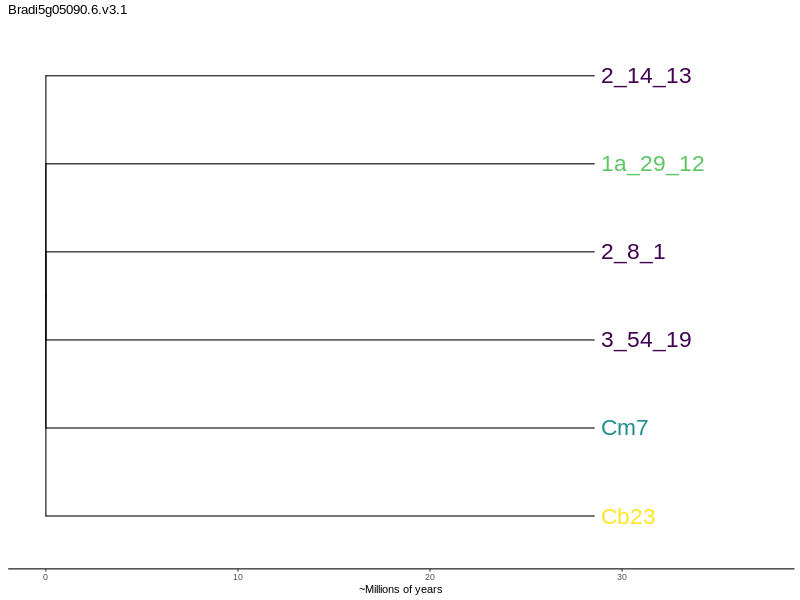 Bradi5g05090.6.v3.1
2_14_13
1a_29_12
2_8_1
3_54_19
Cm7
Cb23
0 10 20 30
~Millions of years